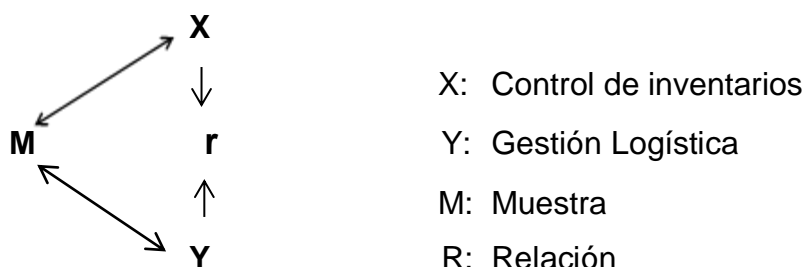 X
M
r
Y
X: Control de inventarios
Y: Gestión Logística
M: Muestra
R: Relación